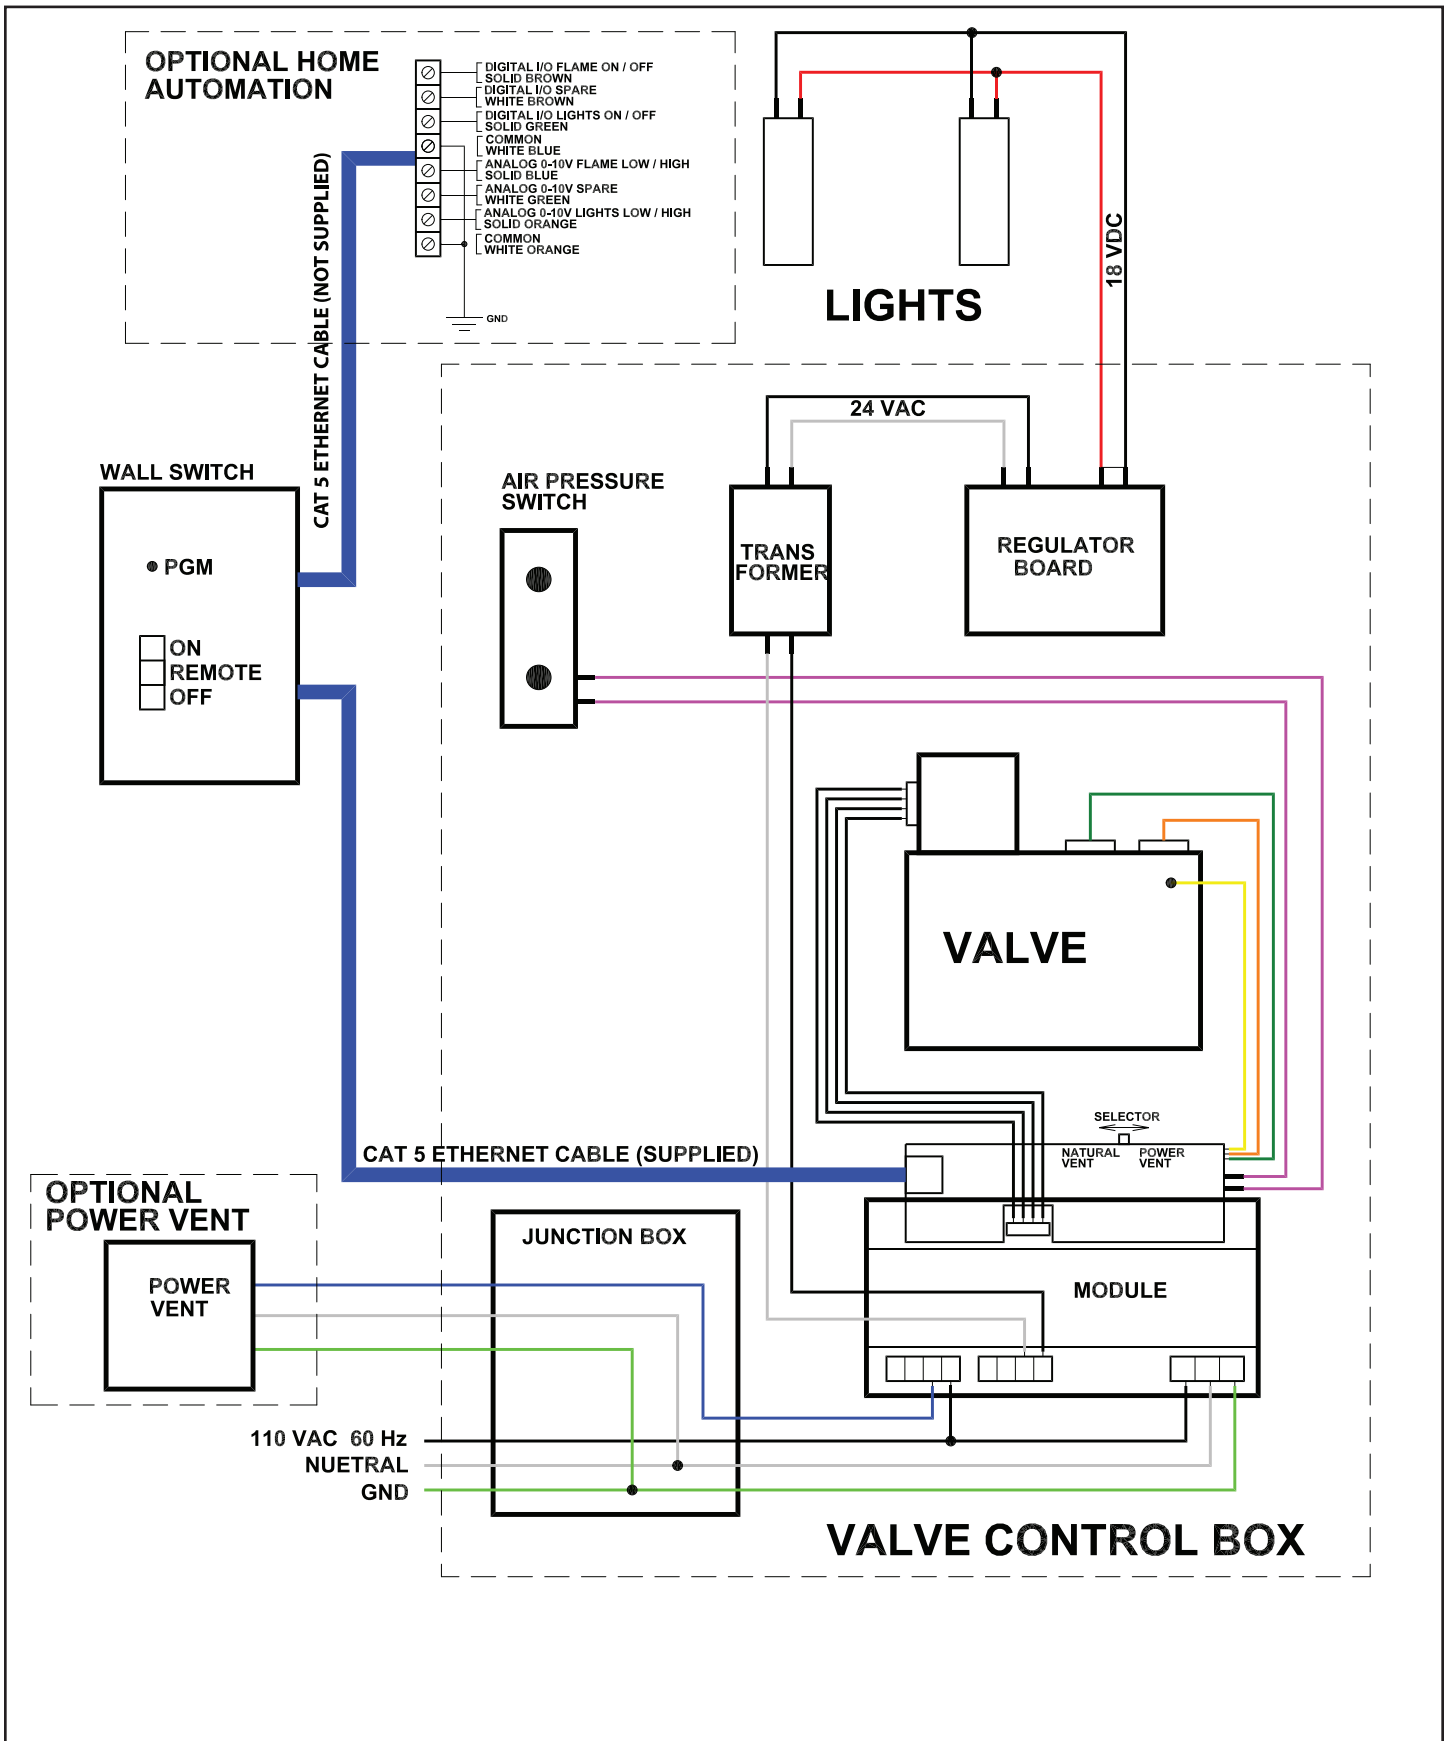 OPTIONAL HOME
AUTOMATION
DIGITAL I/O FLAME ON / OFF
SOLID BROWN
DIGITAL I/O SPARE
WHITE BROWN
DIGITAL I/O LIGHTS ON / OFF
SOLID GREEN
COMMON
WHITE BLUE
ANALOG 0-10V FLAME LOW / HIGH
SOLID BLUE
ANALOG 0-10V SPARE
WHITE GREEN
ANALOG 0-10V LIGHTS LOW / HIGH
SOLID ORANGE
COMMON
WHITE ORANGE
GND
CAT 5 ETHERNET CABLE (NOT SUPPLIED)
LIGHTS
18 VDC
24 VAC
WALL SWITCH
PGM
ON
REMOTE
OFF
AIR PRESSURE
SWITCH
TRANS
FORMER
REGULATOR
BOARD
VALVE
SELECTOR
NATURAL
VENT
POWER
VENT
CAT 5 ETHERNET CABLE (SUPPLIED)
OPTIONAL
POWER VENT
POWER
VENT
JUNCTION BOX
MODULE
110 VAC 60 Hz
NUETRAL
GND
VALVE CONTROL BOX